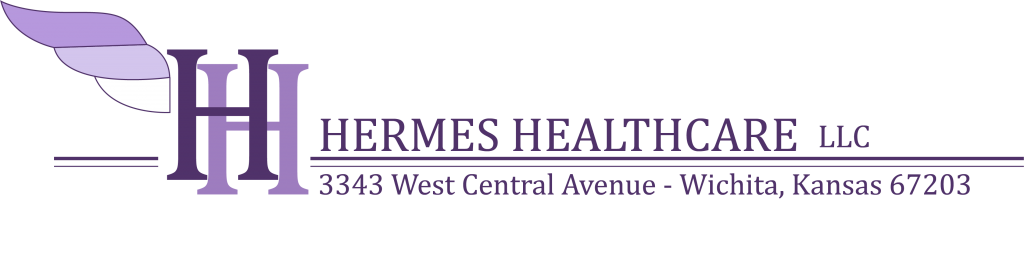 HH
HERMES HEALTHCARE LLC
3343 West Central Avenue - Wichita, Kansas 67203